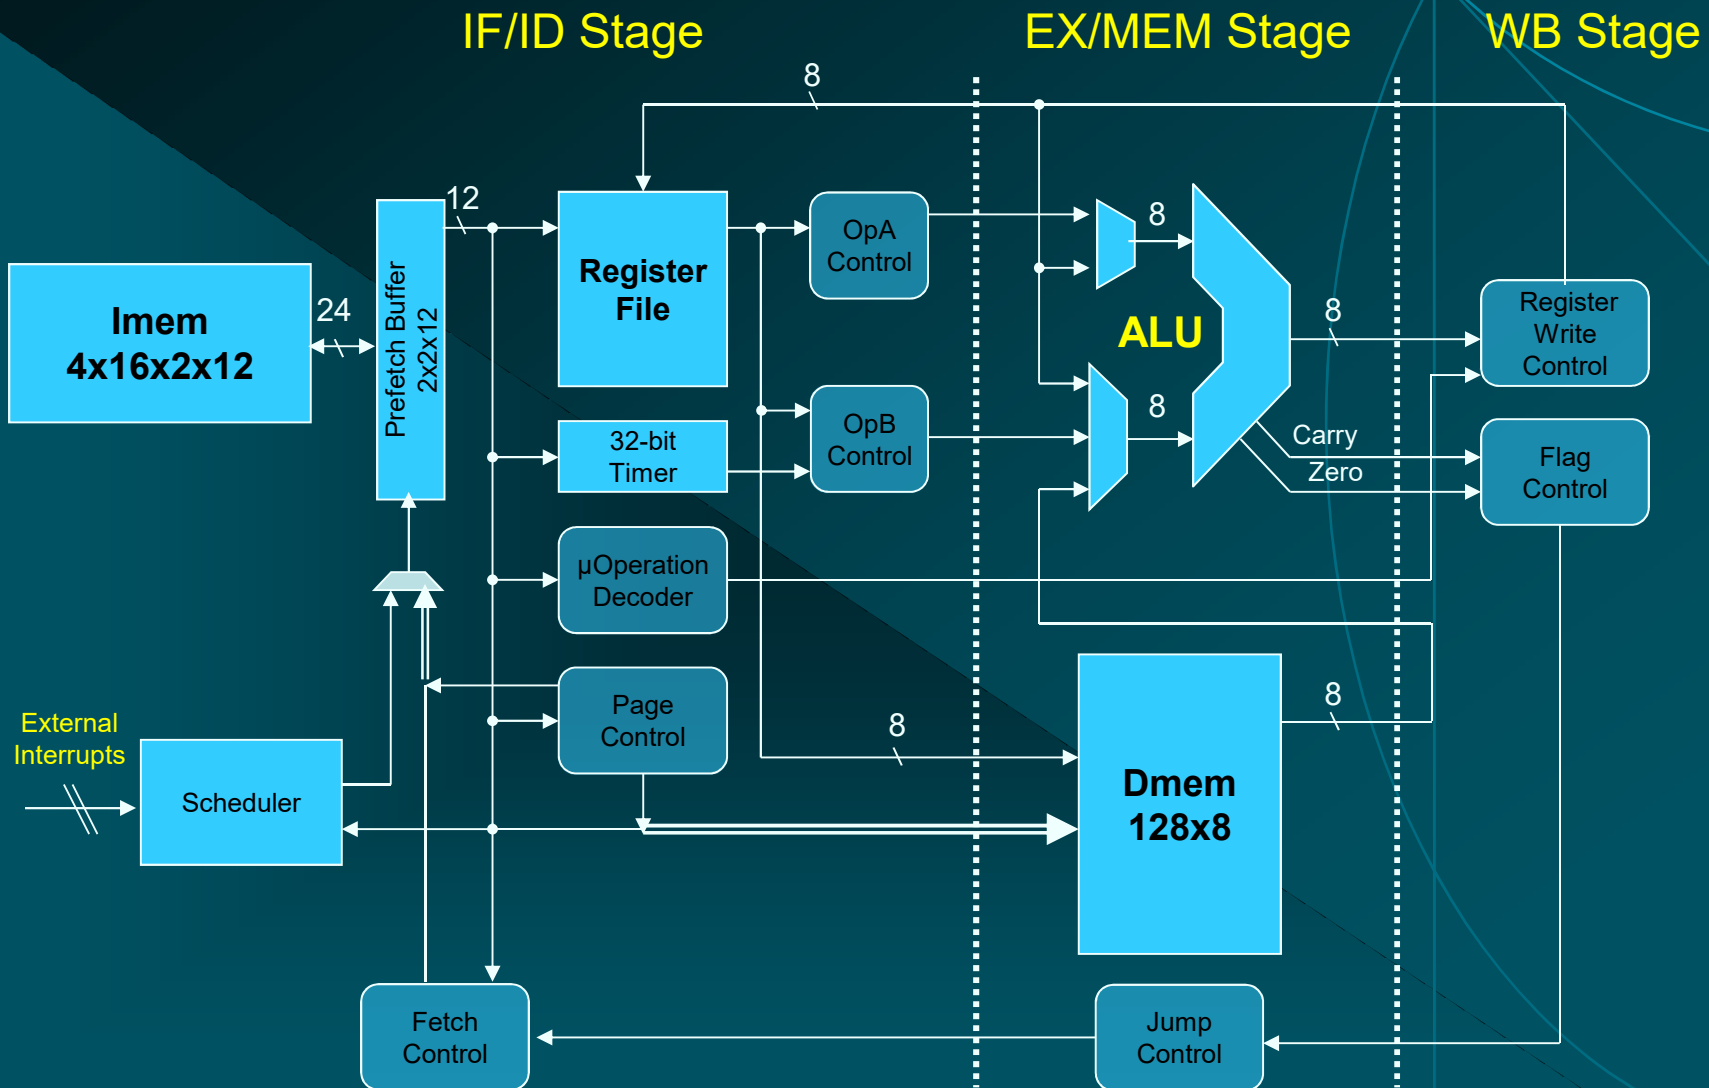 IF/ID Stage
EX/MEM Stage
WB Stage
8
12
Imem
4x16x2x12
24
Prefetch Buffer
2x2x12
Register
File
OpA
Control
8
ALU
8
Register
Write
Control
32-bit
Timer
OpB
Control
8
Carry
Zero
Flag
Control
µOperation
Decoder
Page
Control
8
8
External
Interrupts
Scheduler
Dmem
128x8
Fetch
Control
Jump
Control